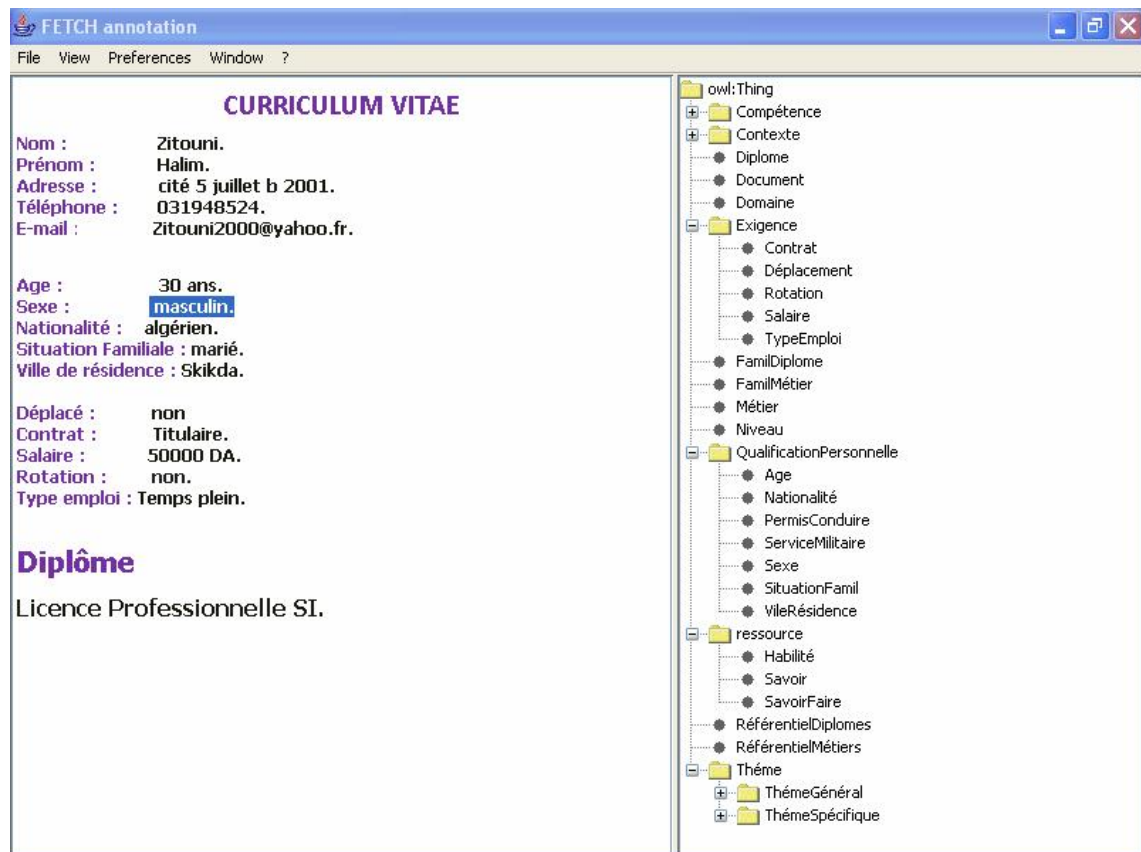 FETCH annotation
File View Preferences Window ?
CURRICULUM VITAE
Nom : Zitouni.
Prénom : Halim.
Adresse : cité 5 juillet b 2001.
Téléphone : 031948524.
E-mail : Zitouni2000@yahoo.fr.
Age : 30 ans.
Sexe : masculin.
Nationalité : algérien.
Situation Familiale : marié.
Ville de résidence : Skikda.
Déplacé : non
Contrat : Titulaire.
Salaire : 50000 DA.
Rotation : non.
Type emploi : Temps plein.
Diplôme
Licence Professionnelle SI.
owl:Thing
Compétence
Contexte
Diplome
Document
Domaine
Exigence
Contrat
Déplacement
Rotation
Salaire
TypeEmploi
FamilDiplome
FamilMétier
Métier
Niveau
QualificationPersonnelle
Age
Nationalité
PermisConduire
ServiceMilitaire
Sexe
SituationFamil
VileRésidence
ressource
Habilité
Savoir
SavoirFaire
RéférentielDiplomes
RéférentielMétiers
Théme
ThémeGénéral
ThémeSpécifique